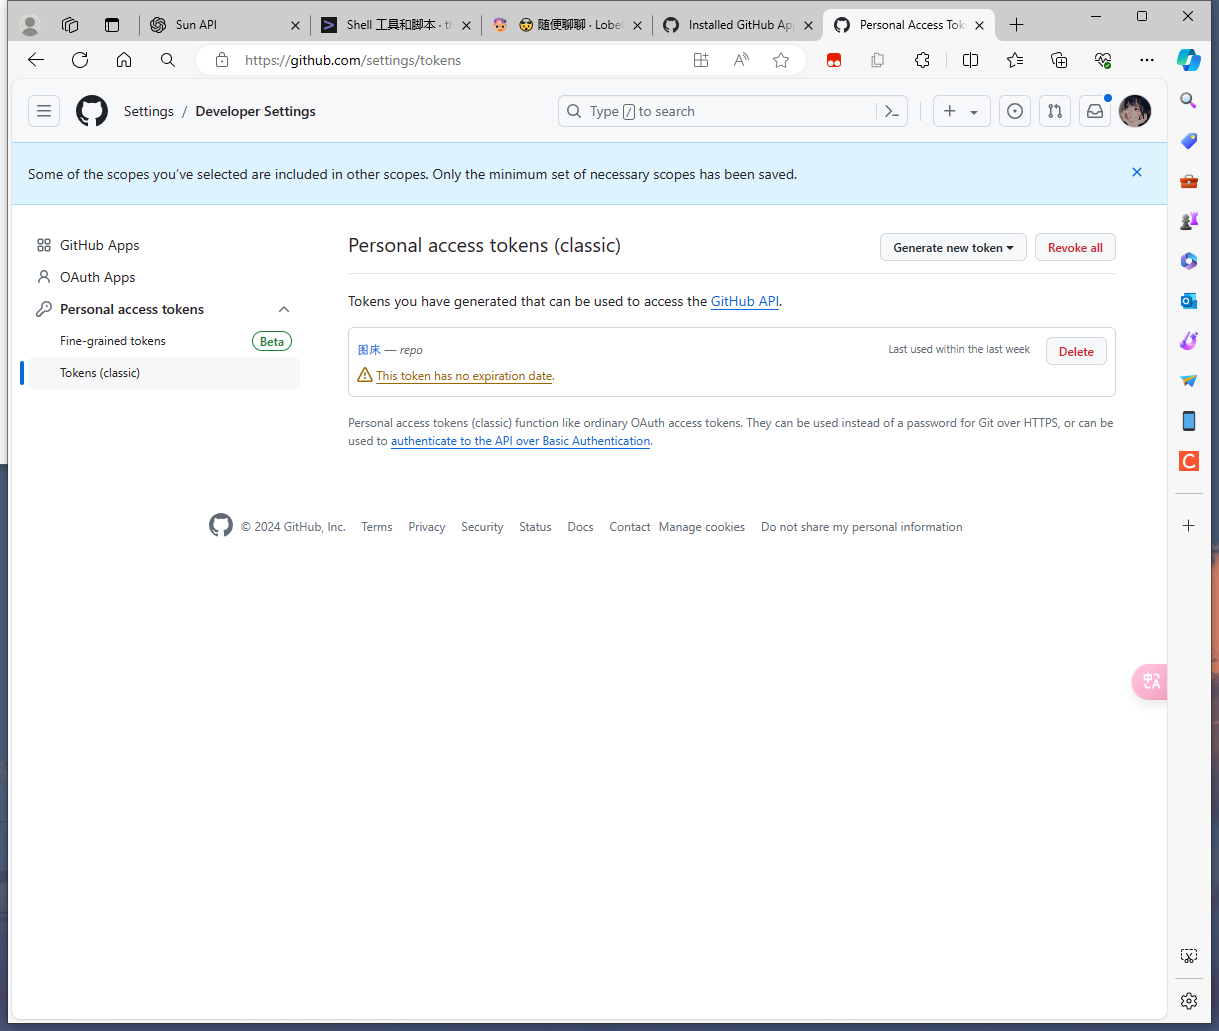 Sun API
Shell 工具和脚本 · th
随便聊聊 · Lobe
Installed GitHub App
Personal Access Tok
https://github.com/settings/tokens
Settings / Developer Settings
Type / to search
Some of the scopes you’ve selected are included in other scopes. Only the minimum set of necessary scopes has been saved.
GitHub Apps
OAuth Apps
Personal access tokens
Fine-grained tokens
Beta
Tokens (classic)
Personal access tokens (classic)
Generate new token
Revoke all
Tokens you have generated that can be used to access the GitHub API.
图床 — repo
Last used within the last week
Delete
This token has no expiration date.
Personal access tokens (classic) function like ordinary OAuth access tokens. They can be used instead of a password for Git over HTTPS, or can be
used to authenticate to the API over Basic Authentication.
© 2024 GitHub, Inc.
Terms
Privacy
Security
Status
Docs
Contact
Manage cookies
Do not share my personal information